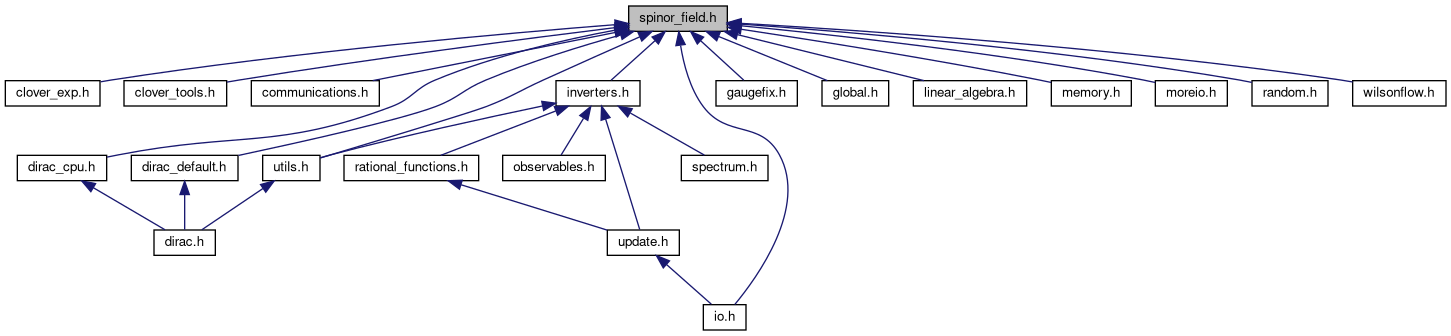 spinor_field.h
clover_exp.h
clover_tools.h
communications.h
inverters.h
gaugefix.h
global.h
linear_algebra.h
memory.h
moreio.h
random.h
wilsonflow.h
dirac_cpu.h
dirac_default.h
utils.h
rational_functions.h
observables.h
spectrum.h
dirac.h
update.h
io.h